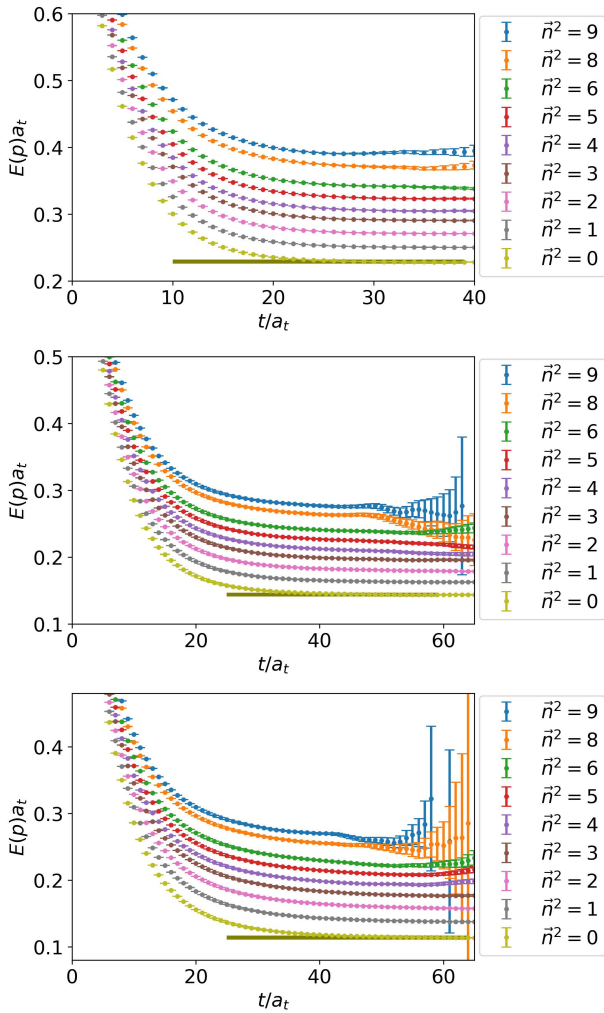 0.6
0.5
0.4
0.3
0.2
E(p)a_t
0 10 20 30 40
t/a_t
n⃗² = 9
n⃗² = 8
n⃗² = 6
n⃗² = 5
n⃗² = 4
n⃗² = 3
n⃗² = 2
n⃗² = 1
n⃗² = 0
0.5
0.4
0.3
0.2
0.1
E(p)a_t
0 20 40 60
t/a_t
n⃗² = 9
n⃗² = 8
n⃗² = 6
n⃗² = 5
n⃗² = 4
n⃗² = 3
n⃗² = 2
n⃗² = 1
n⃗² = 0
0.4
0.3
0.2
0.1
E(p)a_t
0 20 40 60
t/a_t
n⃗² = 9
n⃗² = 8
n⃗² = 6
n⃗² = 5
n⃗² = 4
n⃗² = 3
n⃗² = 2
n⃗² = 1
n⃗² = 0